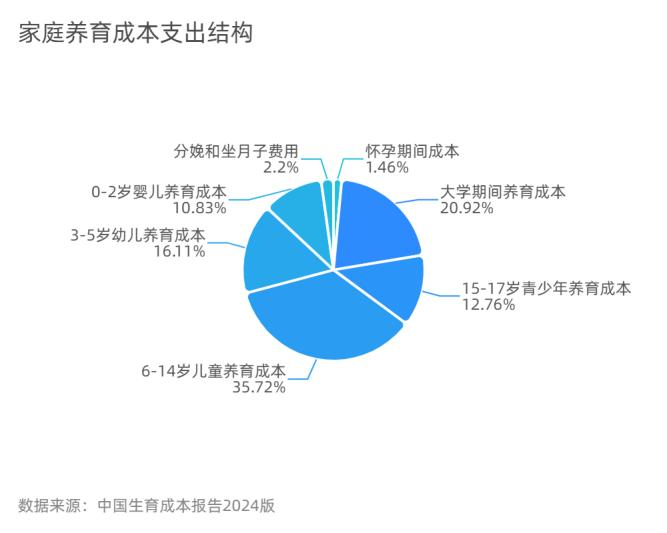 家庭养育成本支出结构
分娩和坐月子费用
2.2%
怀孕期间成本
1.46%
0-2岁婴儿养育成本
10.83%
大学期间养育成本
20.92%
3-5岁幼儿养育成本
16.11%
15-17岁青少年养育成本
12.76%
6-14岁儿童养育成本
35.72%
数据来源：中国生育成本报告2024版